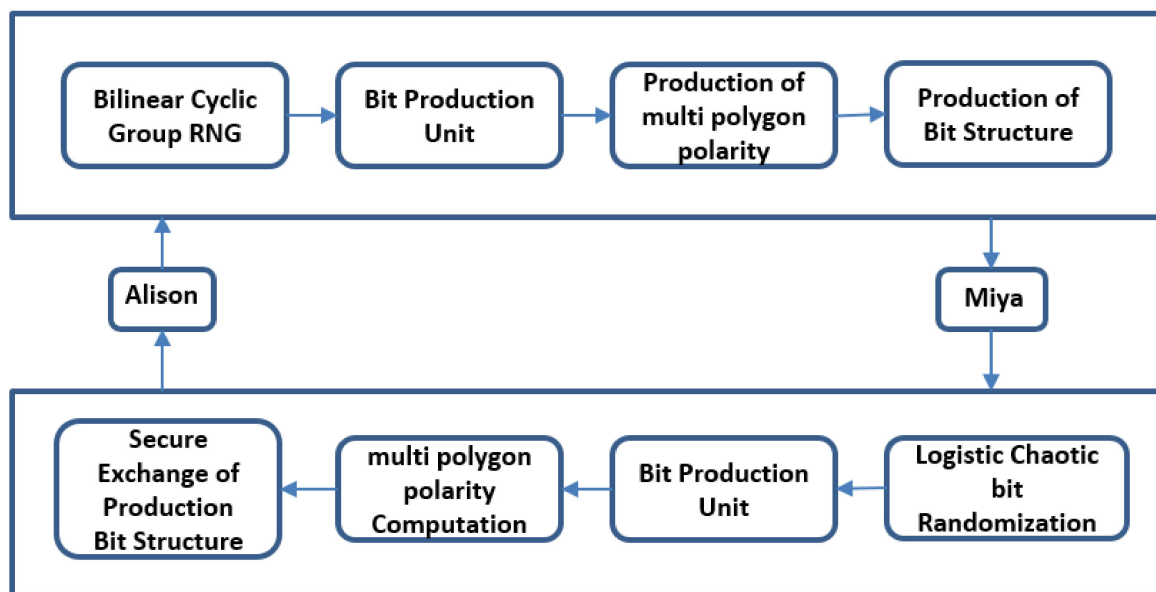 Bilinear Cyclic
Group RNG
Bit Production
Unit
Production of
multi polygon
polarity
Production of
Bit Structure
Alison
Miya
Secure
Exchange of
Production
Bit Structure
multi polygon
polarity
Computation
Bit Production
Unit
Logistic Chaotic
bit
Randomization